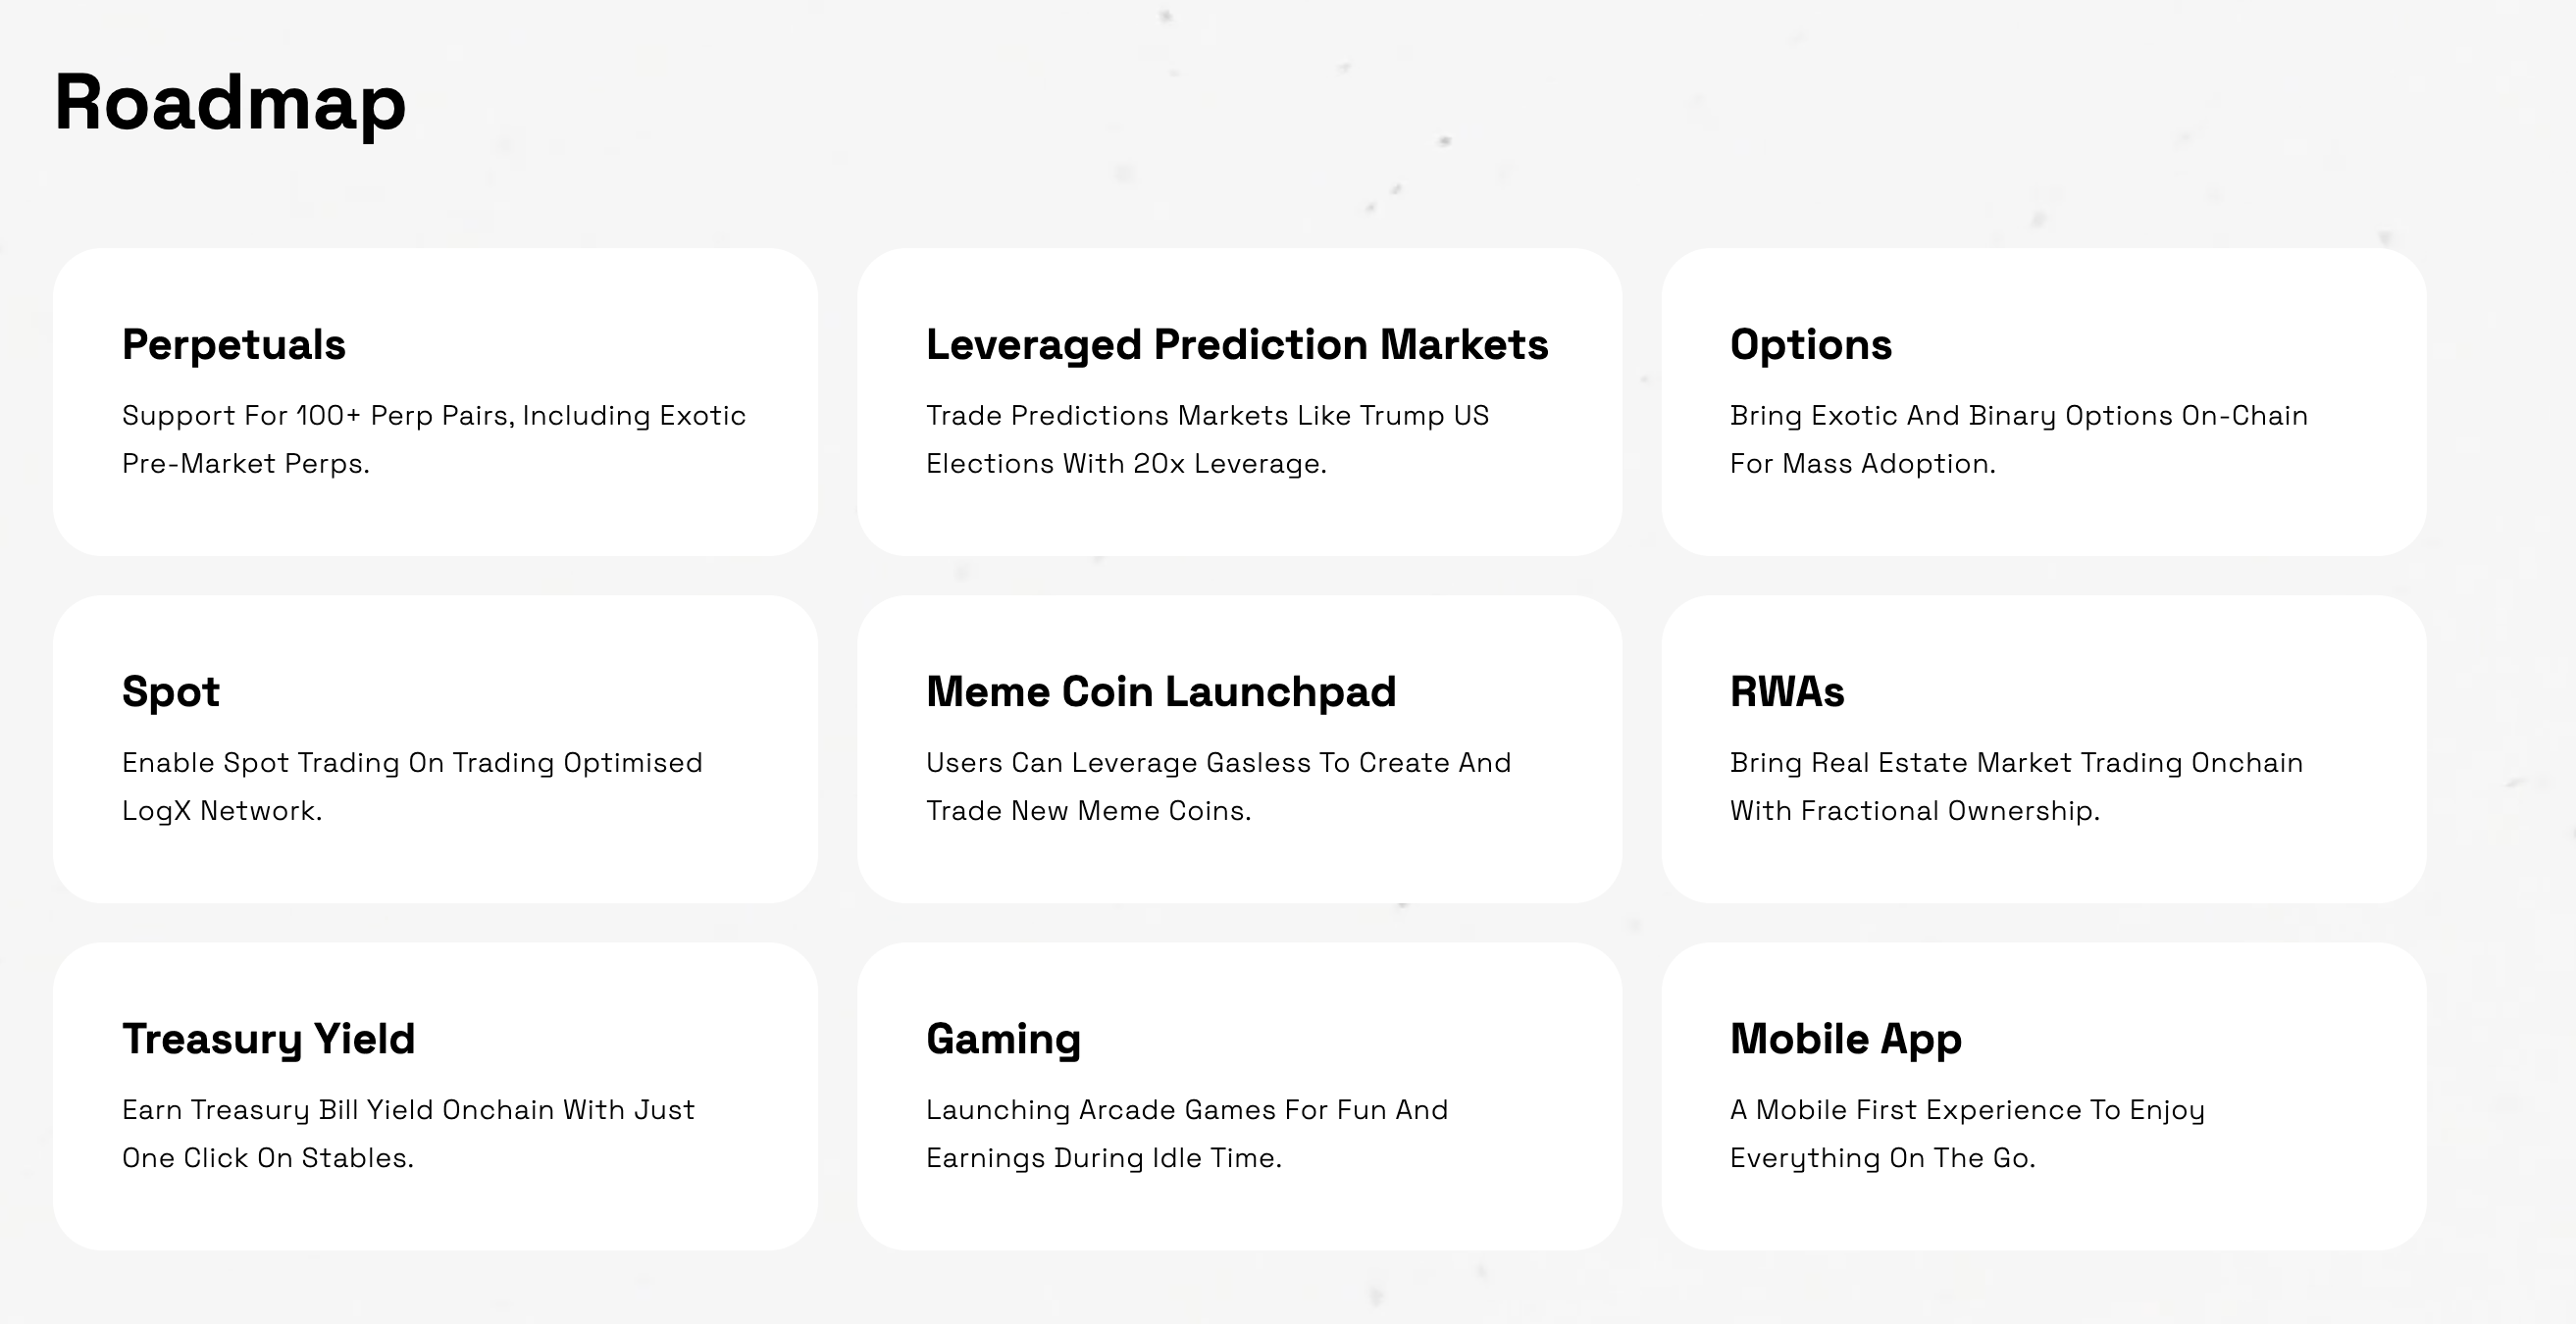 Roadmap
Perpetuals
Support For 100+ Perp Pairs, Including Exotic
Pre-Market Perps.
Leveraged Prediction Markets
Trade Predictions Markets Like Trump US
Elections With 20x Leverage.
Options
Bring Exotic And Binary Options On-Chain
For Mass Adoption.
Spot
Enable Spot Trading On Trading Optimised
LogX Network.
Meme Coin Launchpad
Users Can Leverage Gasless To Create And
Trade New Meme Coins.
RWAs
Bring Real Estate Market Trading Onchain
With Fractional Ownership.
Treasury Yield
Earn Treasury Bill Yield Onchain With Just
One Click On Stables.
Gaming
Launching Arcade Games For Fun And
Earnings During Idle Time.
Mobile App
A Mobile First Experience To Enjoy
Everything On The Go.